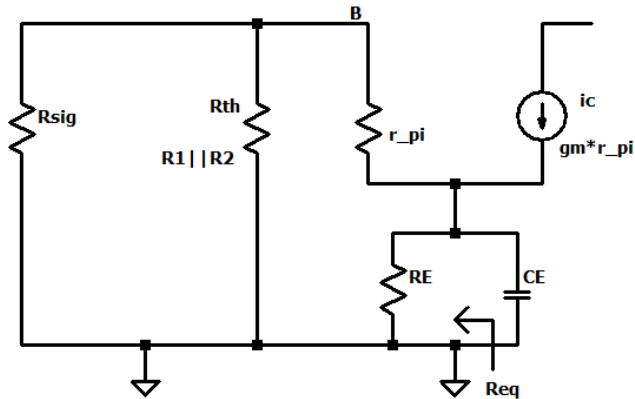 B
Rsig
Rth
R1||R2
r_pi
ic
gm*r_pi
RE
CE
Req